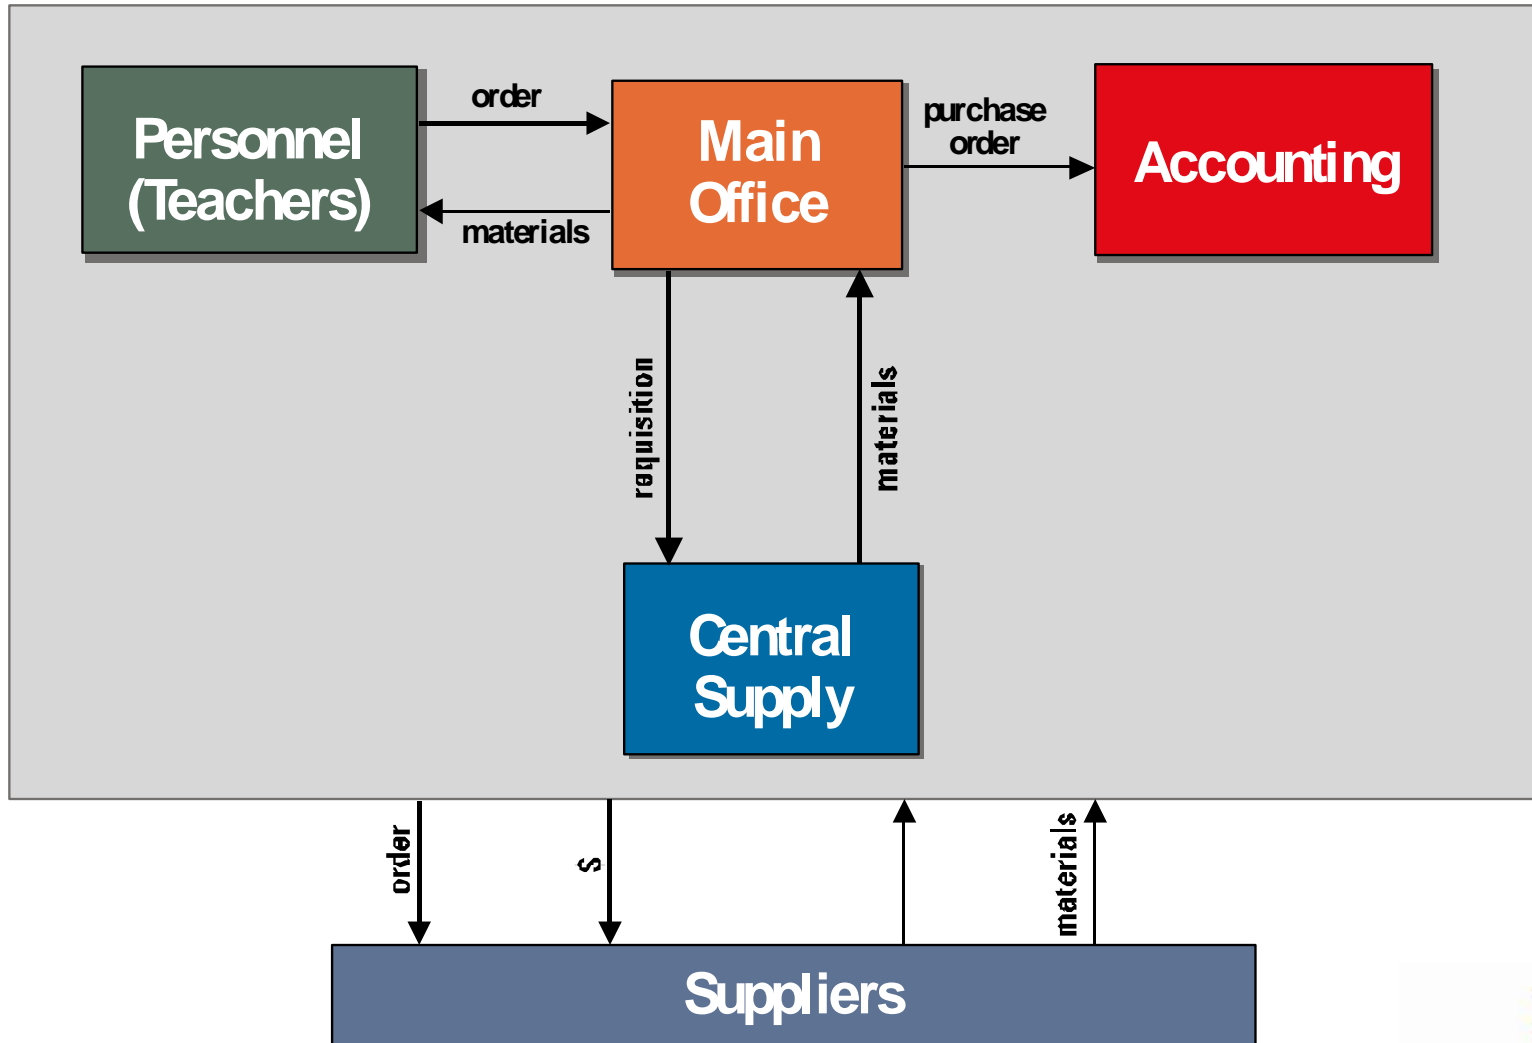 order
Personnel
(Teachers)
materials
Main
Office
purchase
order
Accounting
requisition
materials
Central
Supply
order
$
materials
Suppliers